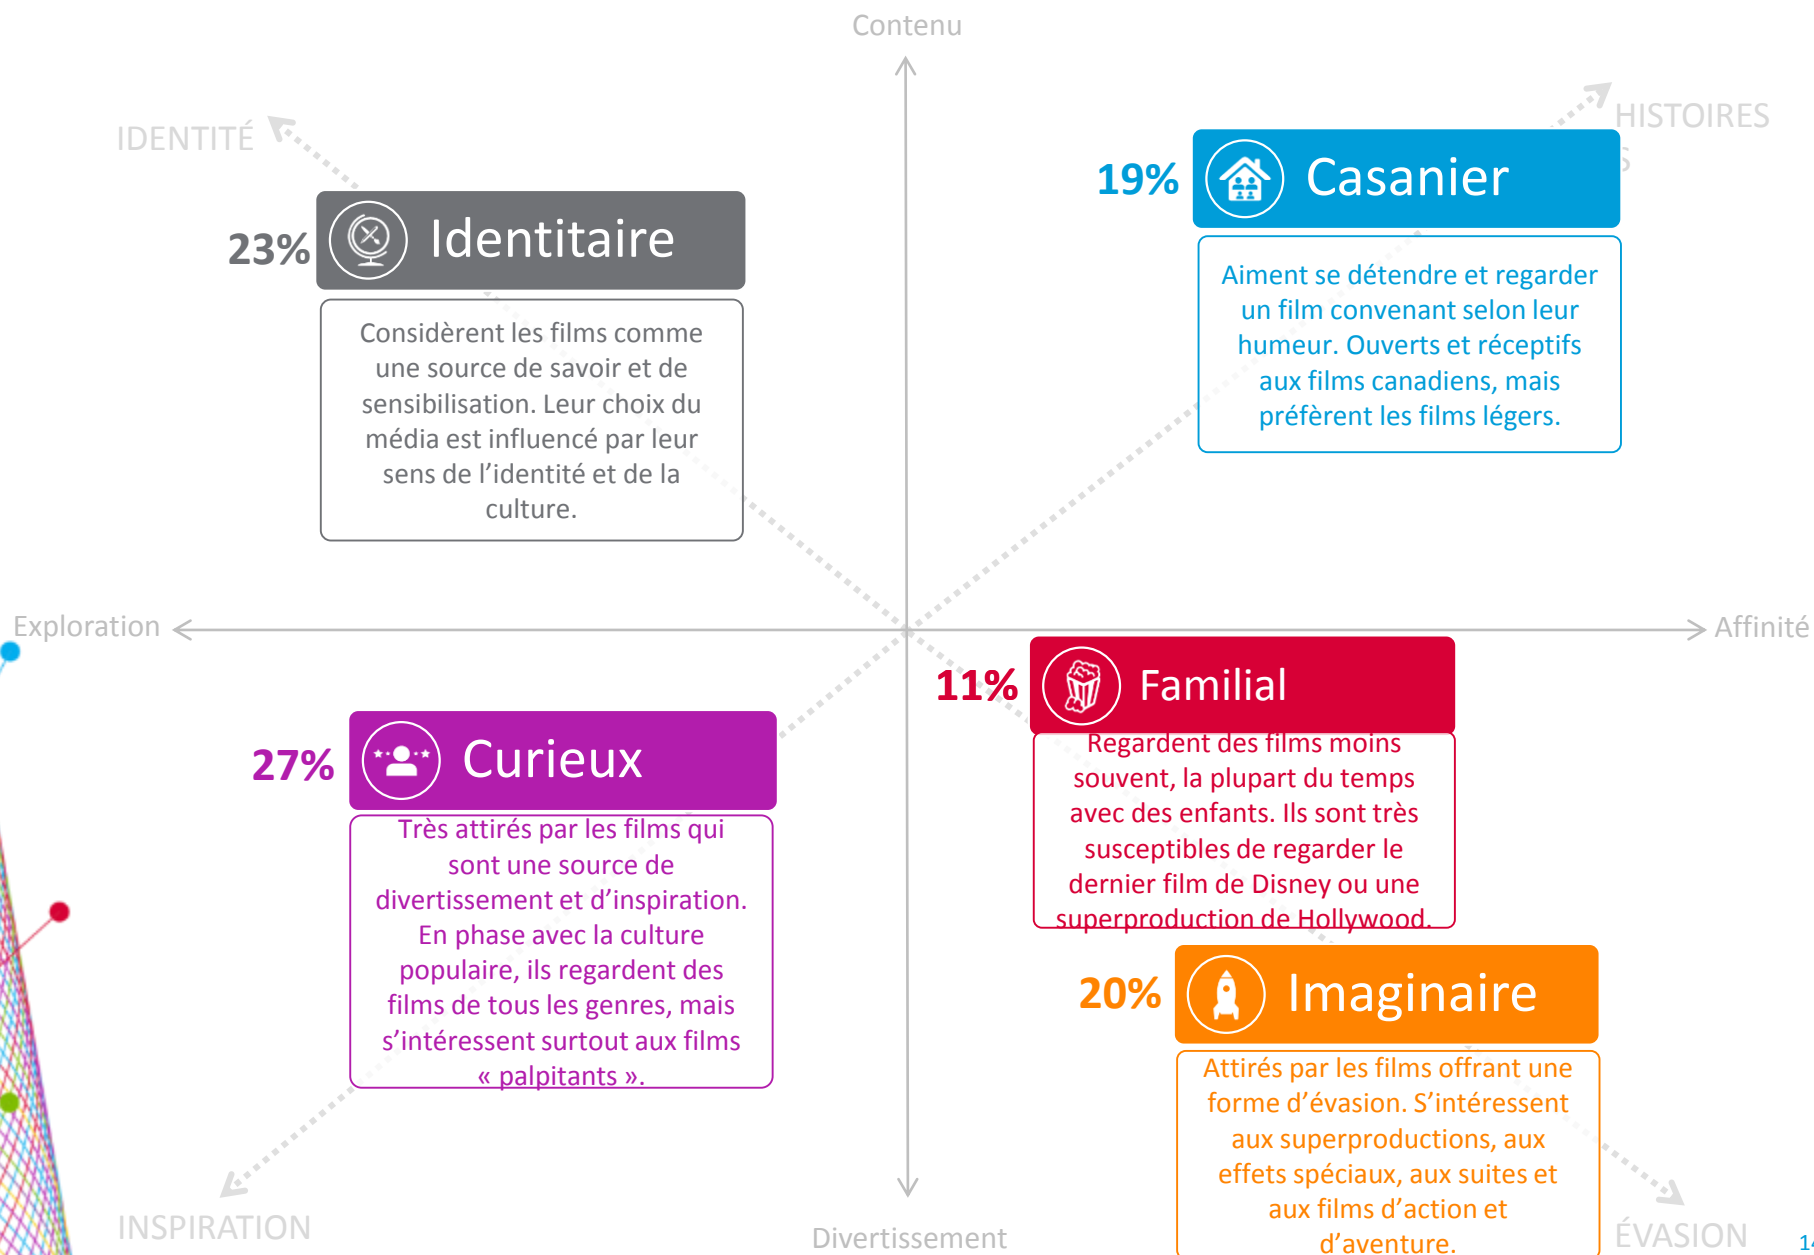 Contenu
IDENTITÉ
HISTOIRES
S
19%
Casanier
23%
Identitaire
Aiment se détendre et regarder
un film convenant selon leur
humeur. Ouverts et réceptifs
aux films canadiens, mais
préfèrent les films légers.
Considèrent les films comme
une source de savoir et de
sensibilisation. Leur choix du
média est influencé par leur
sens de l’identité et de la
culture.
Exploration
Affinité
11%
Familial
Regardent des films moins
souvent, la plupart du temps
avec des enfants. Ils sont très
susceptibles de regarder le
dernier film de Disney ou une
superproduction de Hollywood.
27%
Curieux
Très attirés par les films qui
sont une source de
divertissement et d’inspiration.
En phase avec la culture
populaire, ils regardent des
films de tous les genres, mais
s’intéressent surtout aux films
« palpitants ».
20%
Imaginaire
Attirés par les films offrant une
forme d’évasion. S’intéressent
aux superproductions, aux
effets spéciaux, aux suites et
aux films d’action et
d’aventure.
INSPIRATION
Divertissement
ÉVASION